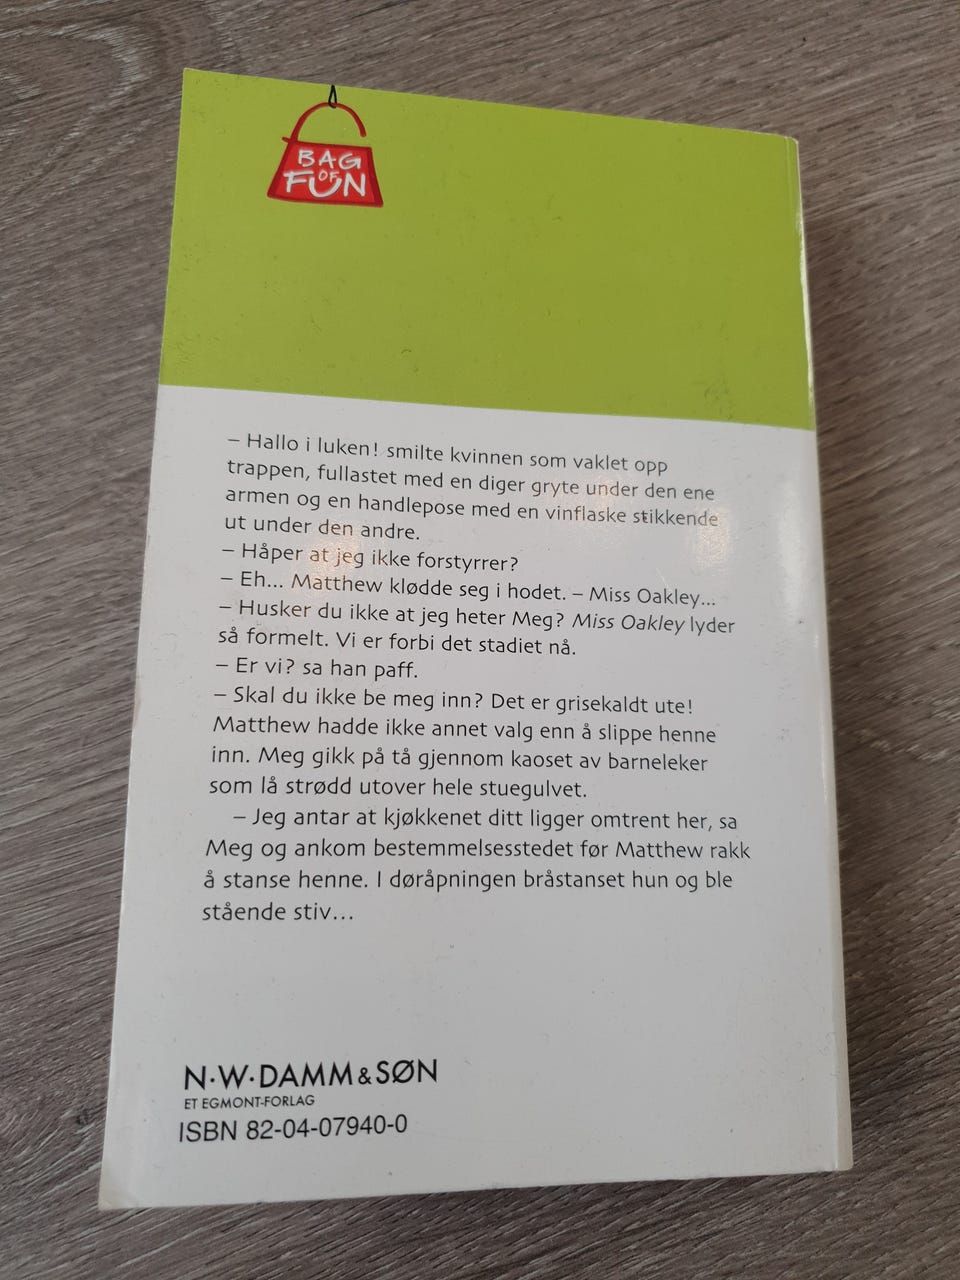 BAG
OF
FUN
– Hallo i luken! smilte kvinnen som vaklet opp
trappen, fullastet med en diger gryte under den ene
armen og en handlepose med en vinflaske stikkende
ut under den andre.
– Håper at jeg ikke forstyrrer?
– Eh... Matthew klødde seg i hodet. – Miss Oakley...
– Husker du ikke at jeg heter Meg? Miss Oakley lyder
så formelt. Vi er forbi det stadiet nå.
– Er vi? sa han paff.
– Skal du ikke be meg inn? Det er grisekaldt ute!
Matthew hadde ikke annet valg enn å slippe henne
inn. Meg gikk på tå gjennom kaoset av barneleker
som lå strødd utover hele stuegulvet.
– Jeg antar at kjøkkenet ditt ligger omtrent her, sa
Meg og ankom bestemmelsesstedet før Matthew rakk
å stanse henne. I døråpningen bråstanset hun og ble
stående stiv...
N·W·DAMM & SØN
ET EGMONT-FORLAG
ISBN 82-04-07940-0